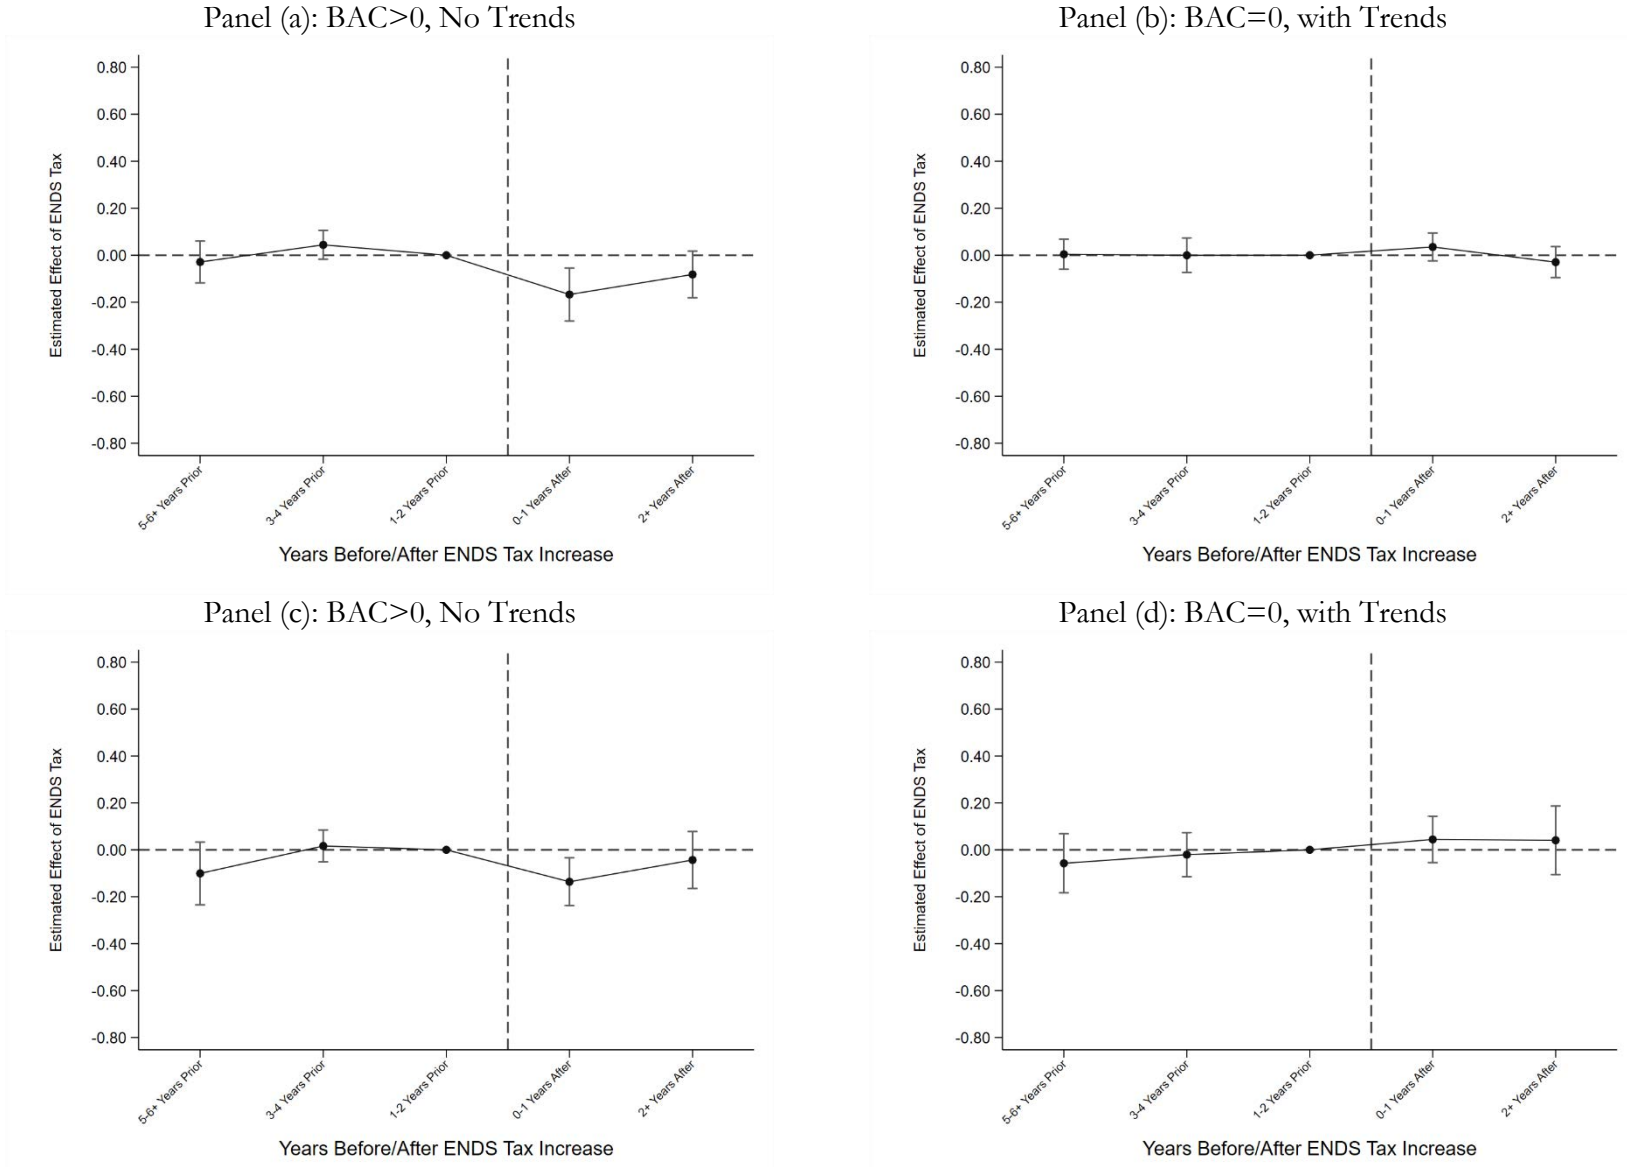 Panel (a): BAC>0, No Trends
Estimated Effect of ENDS Tax
0.80
0.60
0.40
0.20
0.00
-0.20
-0.40
-0.60
-0.80
5-6+ Years Prior
3-4 Years Prior
1-2 Years Prior
0-1 Years After
2+ Years After
Years Before/After ENDS Tax Increase
Panel (b): BAC=0, with Trends
Estimated Effect of ENDS Tax
0.80
0.60
0.40
0.20
0.00
-0.20
-0.40
-0.60
-0.80
5-6+ Years Prior
3-4 Years Prior
1-2 Years Prior
0-1 Years After
2+ Years After
Years Before/After ENDS Tax Increase
Panel (c): BAC>0, No Trends
Estimated Effect of ENDS Tax
0.80
0.60
0.40
0.20
0.00
-0.20
-0.40
-0.60
-0.80
5-6+ Years Prior
3-4 Years Prior
1-2 Years Prior
0-1 Years After
2+ Years After
Years Before/After ENDS Tax Increase
Panel (d): BAC=0, with Trends
Estimated Effect of ENDS Tax
0.80
0.60
0.40
0.20
0.00
-0.20
-0.40
-0.60
-0.80
5-6+ Years Prior
3-4 Years Prior
1-2 Years Prior
0-1 Years After
2+ Years After
Years Before/After ENDS Tax Increase